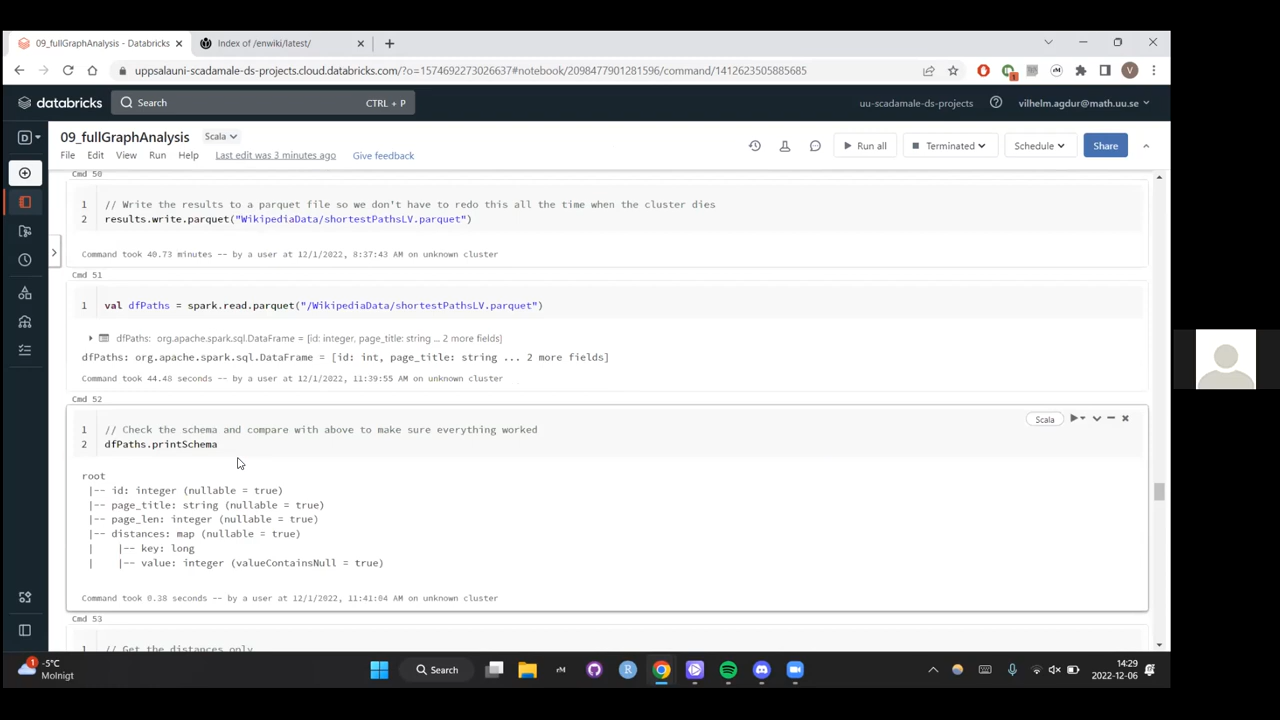 09_fullGraphAnalysis - Databricks
Index of /enwiki/latest/
uppsalauni-scadamale-ds-projects.cloud.databricks.com/?o=1574692273026637#notebook/2098477901281596/command/1412623505885685
V
databricks
Search
CTRL + P
uu-scadamale-ds-projects
vilhelm.agdur@math.uu.se
D
09_fullGraphAnalysis
Scala
File Edit View Run Help
Last edit was 3 minutes ago
Give feedback
Run all
Terminated
Schedule
Share
Cmd 50
1 // Write the results to a parquet file so we don't have to redo this all the time when the cluster dies
2 results.write.parquet("WikipediaData/shortestPathsLV.parquet")
Command took 40.73 minutes -- by a user at 12/1/2022, 8:37:43 AM on unknown cluster
Cmd 51
1 val dfPaths = spark.read.parquet("/WikipediaData/shortestPathsLV.parquet")
dfPaths: org.apache.spark.sql.DataFrame = [id: integer, page_title: string ... 2 more fields]
dfPaths: org.apache.spark.sql.DataFrame = [id: int, page_title: string ... 2 more fields]
Command took 44.48 seconds -- by a user at 12/1/2022, 11:39:55 AM on unknown cluster
Cmd 52
Scala
1 // Check the schema and compare with above to make sure everything worked
2 dfPaths.printSchema
root
|-- id: integer (nullable = true)
|-- page_title: string (nullable = true)
|-- page_len: integer (nullable = true)
|-- distances: map (nullable = true)
| |-- key: long
| |-- value: integer (valueContainsNull = true)
Command took 0.38 seconds -- by a user at 12/1/2022, 11:41:04 AM on unknown cluster
Cmd 53
1 // Get the distances only
1
-5°C
Molnigt
Search
rM
R
14:29
2022-12-06